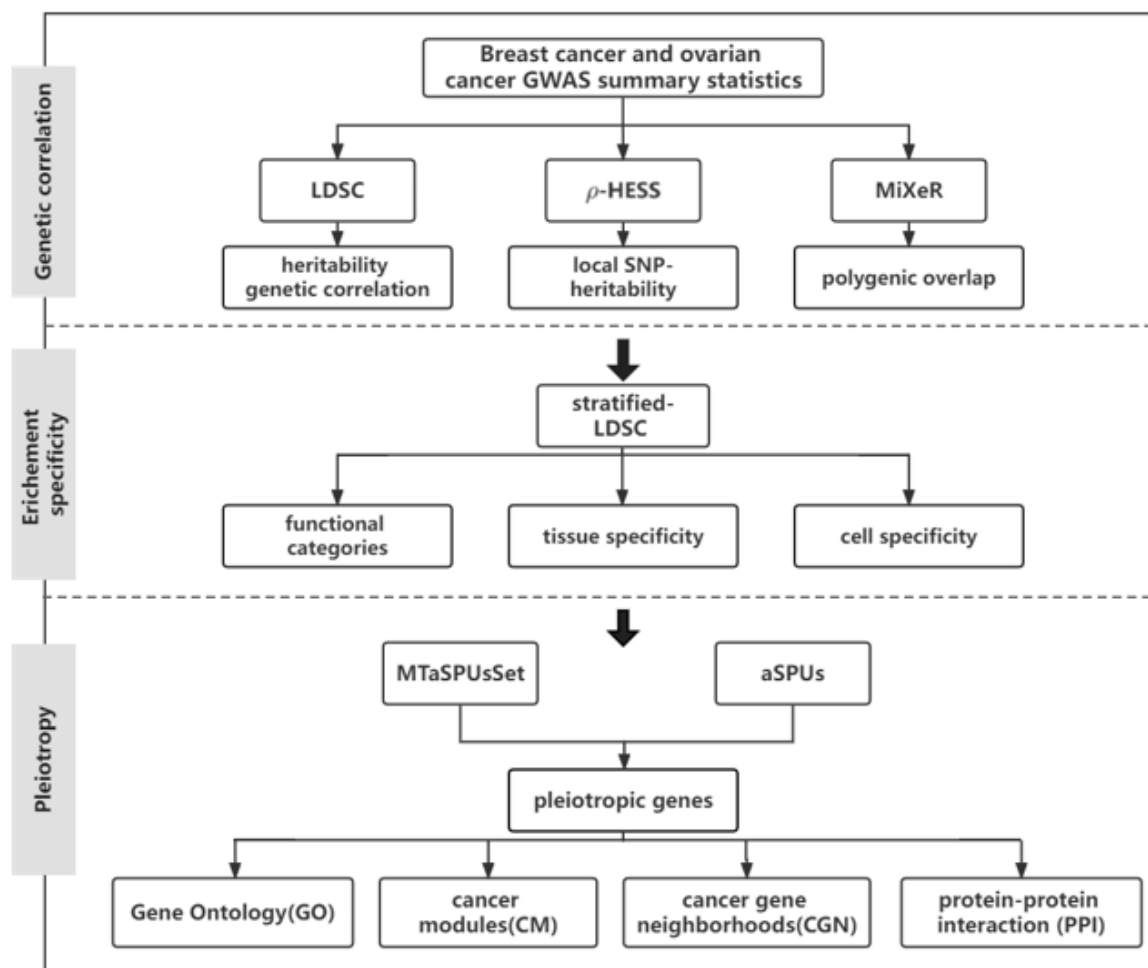 Genetic correlation
Breast cancer and ovarian
cancer GWAS summary statistics
LDSC
ρ-HESS
MiXeR
heritability
genetic correlation
local SNP-
heritability
polygenic overlap
Erichement
specificity
stratified-
LDSC
functional
categories
tissue specificity
cell specificity
Pleiotropy
MTaSPUsSet
aSPUs
pleiotropic genes
Gene Ontology(GO)
cancer
modules(CM)
cancer gene
neighborhoods(CGN)
protein-protein
interaction (PPI)